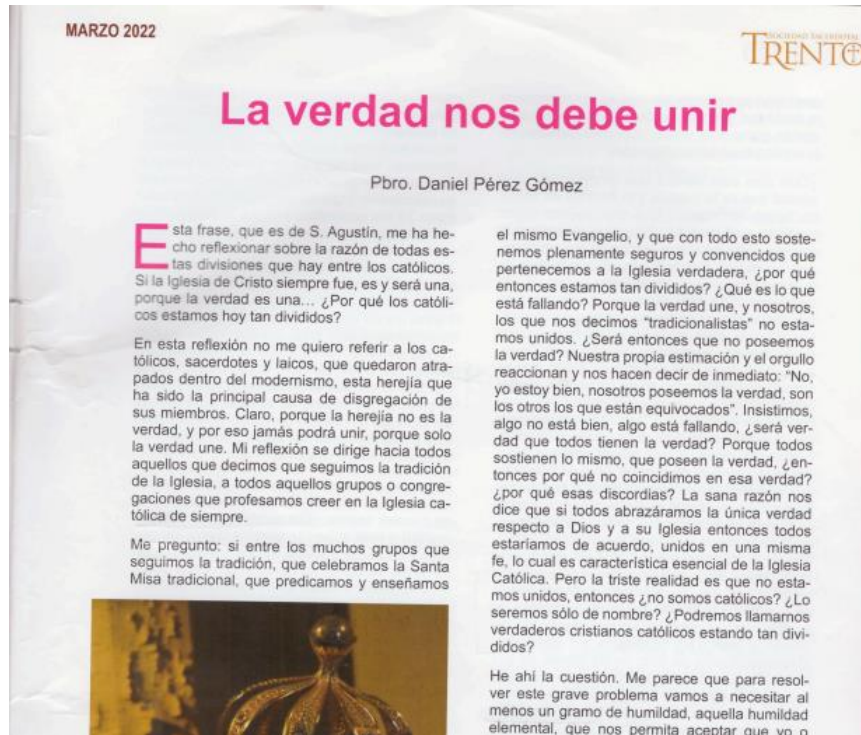 MARZO 2022
SOCIEDAD SACERDOTAL
TRENTO
La verdad nos debe unir
Pbro. Daniel Pérez Gómez
Esta frase, que es de S. Agustín, me ha he-
cho reflexionar sobre la razón de todas es-
tas divisiones que hay entre los católicos.
Si la Iglesia de Cristo siempre fue, es y será una,
porque la verdad es una... ¿Por qué los católi-
cos estamos hoy tan divididos?
En esta reflexión no me quiero referir a los ca-
tólicos, sacerdotes y laicos, que quedaron atra-
pados dentro del modernismo, esta herejía que
ha sido la principal causa de disgregación de
sus miembros. Claro, porque la herejía no es la
verdad, y por eso jamás podrá unir, porque solo
la verdad une. Mi reflexión se dirige hacia todos
aquellos que decimos que seguimos la tradición
de la Iglesia, a todos aquellos grupos o congre-
gaciones que profesamos creer en la Iglesia ca-
tólica de siempre.
Me pregunto: si entre los muchos grupos que
seguimos la tradición, que celebramos la Santa
Misa tradicional, que predicamos y enseñamos
el mismo Evangelio, y que con todo esto soste-
nemos plenamente seguros y convencidos que
pertenecemos a la Iglesia verdadera, ¿por qué
entonces estamos tan divididos? ¿Qué es lo que
está fallando? Porque la verdad une, y nosotros,
los que nos decimos "tradicionalistas" no esta-
mos unidos. ¿Será entonces que no poseemos
la verdad? Nuestra propia estimación y el orgullo
reaccionan y nos hacen decir de inmediato: "No,
yo estoy bien, nosotros poseemos la verdad, son
los otros los que están equivocados". Insistimos,
algo no está bien, algo está fallando, ¿será ver-
dad que todos tienen la verdad? Porque todos
sostienen lo mismo, que poseen la verdad, ¿en-
tonces por qué no coincidimos en esa verdad?
¿por qué esas discordias? La sana razón nos
dice que si todos abrazáramos la única verdad
respecto a Dios y a su Iglesia entonces todos
estaríamos de acuerdo, unidos en una misma
fe, lo cual es característica esencial de la Iglesia
Católica. Pero la triste realidad es que no esta-
mos unidos, entonces ¿no somos católicos? ¿Lo
seremos sólo de nombre? ¿Podremos llamarnos
verdaderos cristianos católicos estando tan divi-
didos?
He ahí la cuestión. Me parece que para resol-
ver este grave problema vamos a necesitar al
menos un gramo de humildad, aquella humildad
elemental, que nos permita aceptar que yo o